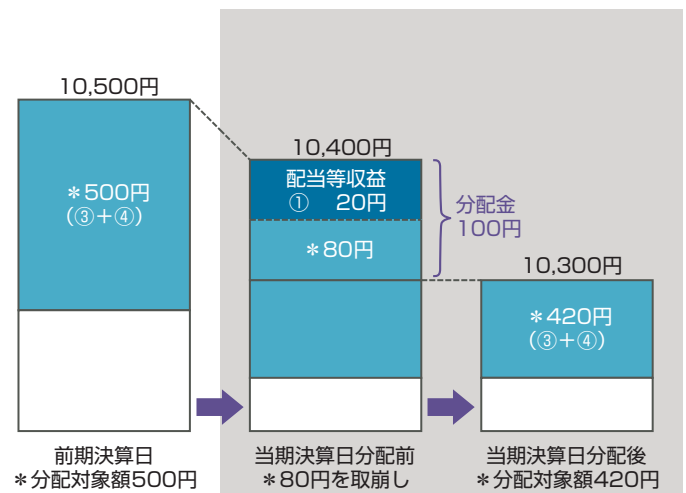 10,500円
＊500円
(③＋④)
前期決算日
＊分配対象額500円
10,400円
配当等収益
① 20円
＊80円
分配金
100円
当期決算日分配前
＊80円を取崩し
10,300円
＊420円
(③＋④)
当期決算日分配後
＊分配対象額420円